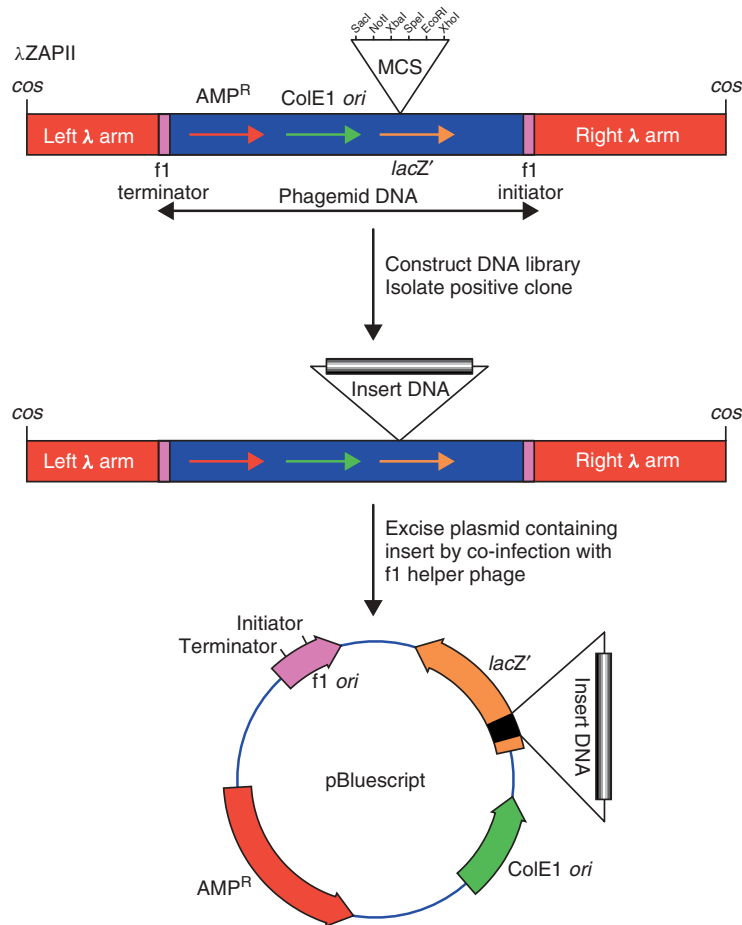 SacI NotI XbaI SpeI EcoRI XhoI
λZAPII
MCS
cos
cos
AMPᴿ
ColE1 ori
Left λ arm
Right λ arm
f1
terminator
lacZ'
f1
initiator
Phagemid DNA
Construct DNA library
Isolate positive clone
Insert DNA
cos
cos
Left λ arm
Right λ arm
Excise plasmid containing
insert by co-infection with
f1 helper phage
Initiator
Terminator
f1 ori
lacZ'
Insert DNA
pBluescript
AMPᴿ
ColE1 ori